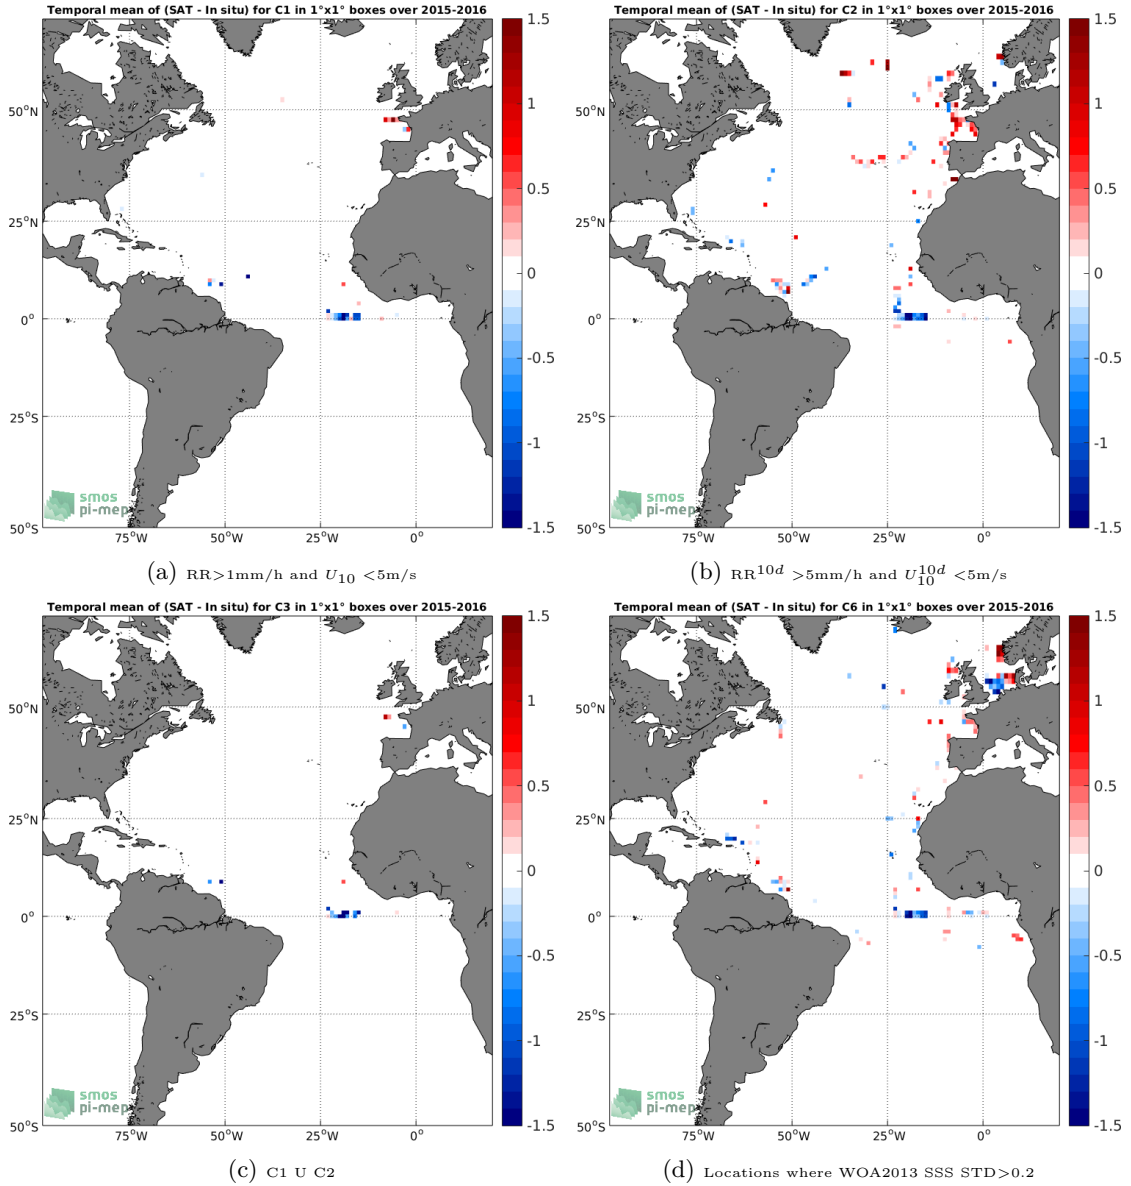 Temporal mean of (SAT - In situ) for C1 in 1°x1° boxes over 2015-2016
50°N
25°N
0°
25°S
50°S
75°W
50°W
25°W
0°
1.5
1
0.5
0
-0.5
-1
-1.5
smos
pi-mep
(a) RR>1mm/h and U10 <5m/s
Temporal mean of (SAT - In situ) for C2 in 1°x1° boxes over 2015-2016
50°N
25°N
0°
25°S
50°S
75°W
50°W
25°W
0°
1.5
1
0.5
0
-0.5
-1
-1.5
smos
pi-mep
(b) RR^10d >5mm/h and U_10^10d <5m/s
Temporal mean of (SAT - In situ) for C3 in 1°x1° boxes over 2015-2016
50°N
25°N
0°
25°S
50°S
75°W
50°W
25°W
0°
1.5
1
0.5
0
-0.5
-1
-1.5
smos
pi-mep
(c) C1 U C2
Temporal mean of (SAT - In situ) for C6 in 1°x1° boxes over 2015-2016
50°N
25°N
0°
25°S
50°S
75°W
50°W
25°W
0°
1.5
1
0.5
0
-0.5
-1
-1.5
smos
pi-mep
(d) Locations where WOA2013 SSS STD>0.2